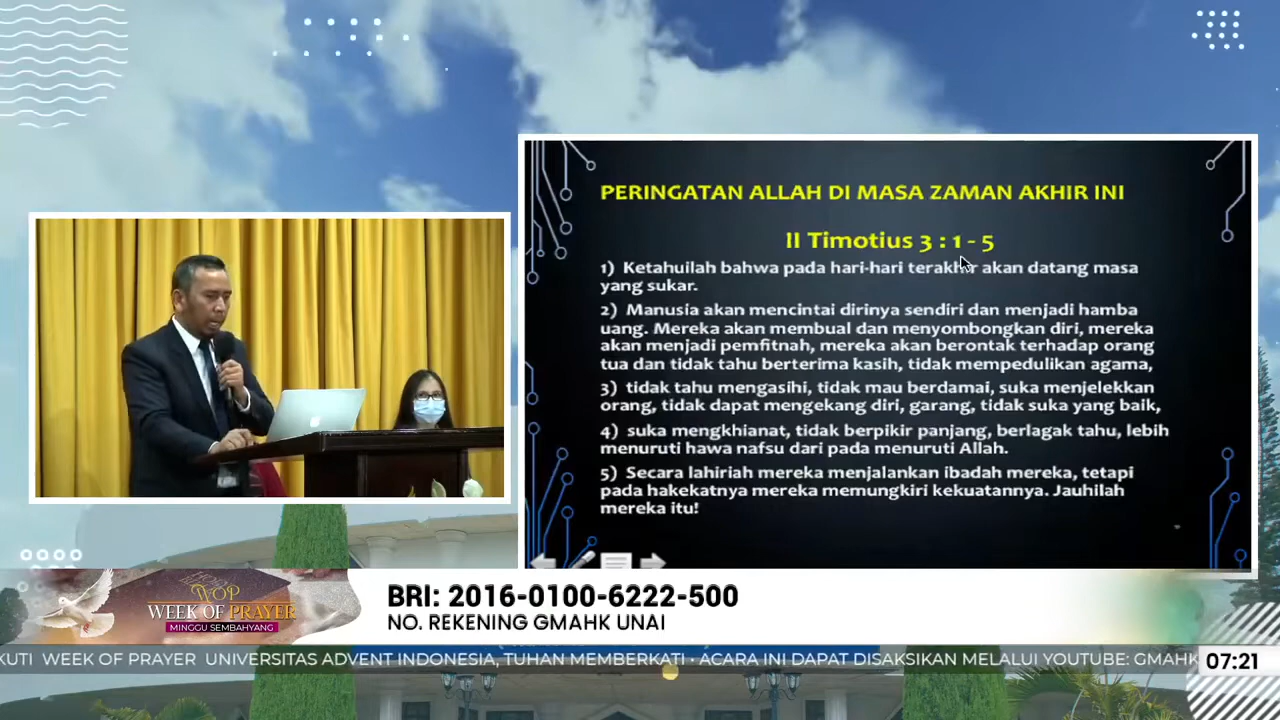 PERINGATAN ALLAH DI MASA ZAMAN AKHIR INI
II Timotius 3 : 1 - 5
1) Ketahuilah bahwa pada hari-hari terakhir akan datang masa
yang sukar.
2) Manusia akan mencintai dirinya sendiri dan menjadi hamba
uang. Mereka akan membual dan menyombongkan diri, mereka
akan menjadi pemfitnah, mereka akan berontak terhadap orang
tua dan tidak tahu berterima kasih, tidak mempedulikan agama,
3) tidak tahu mengasihi, tidak mau berdamai, suka menjelekkan
orang, tidak dapat mengekang diri, garang, tidak suka yang baik,
4) suka mengkhianat, tidak berpikir panjang, berlagak tahu, lebih
menuruti hawa nafsu dari pada menuruti Allah.
5) Secara lahiriah mereka menjalankan ibadah mereka, tetapi
pada hakekatnya mereka memungkiri kekuatannya. Jauhilah
mereka itu!
WOP
WEEK OF PRAYER
MINGGU SEMBAHYANG
BRI: 2016-0100-6222-500
NO. REKENING GMAHK UNAI
KUTI WEEK OF PRAYER UNIVERSITAS ADVENT INDONESIA, TUHAN MEMBERKATI • ACARA INI DAPAT DISAKSIKAN MELALUI YOUTUBE: GMAHK
07:21